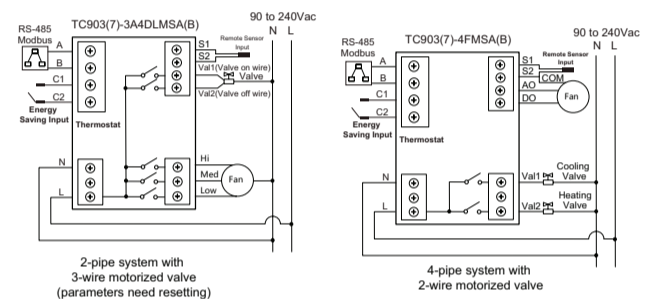 TC903(7)-3A4DLMSA(B)
90 to 240Vac
N L
RS-485
Modbus
A
B
C1
C2
Energy
Saving Input
Thermostat
S1
S2
Remote Sensor
Input
Val1(Valve on wire)
Valve
Val2(Valve off wire)
N
L
Hi
Med
Low
Fan
2-pipe system with
3-wire motorized valve
(parameters need resetting)
TC903(7)-4FMSA(B)
90 to 240Vac
N L
RS-485
Modbus
A
B
C1
C2
Energy
Saving Input
Thermostat
S1
S2
Remote Sensor
Input
COM
AO
DO
Fan
N
L
Val1
Cooling
Valve
Val2
Heating
Valve
4-pipe system with
2-wire motorized valve